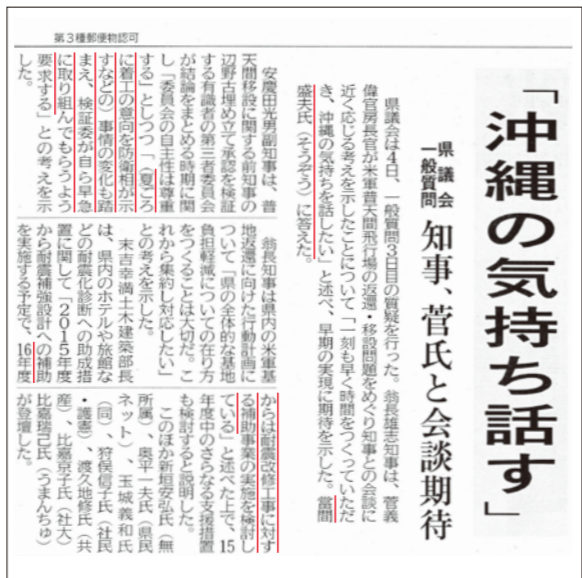 第3種郵便物認可
「沖縄の気持ち話す」
県議会
一般質問
知事、菅氏と会談期待
県議会は4日、一般質問3日目の質疑を行った。翁長雄志知事は、菅義
偉官房長官が米軍普天間飛行場の返還・移設問題をめぐり知事との会談に
近く応じる考えを示したことについて「一刻も早く時間をつくっていただ
き、沖縄の気持ちを話したい」と述べ、早期の実現に期待を示した。當間
盛夫氏（そうぞう）に答えた。
安慶田光男副知事は、普
天間移設に関する前知事の
辺野古埋め立て承認を検証
する有識者の第三者委員会
が結論をまとめる時期に関
し「委員会の自主性は尊重
する」としつつ「（夏ごろ
に着工の意向を防衛相が示
すなどの）事情の変化も踏
まえ、検証委が自ら早急
に取り組んでもらうよう
要求する」との考えを示
した。
翁長知事は県内の米軍基
地返還に向けた行動計画に
ついて「県の全体的な基地
負担軽減についての在り方
をつくることは大切だ。こ
れから集約し対応したい」
との考えを示した。
末吉幸満土木建築部長
は、県内のホテルや旅館な
どの耐震化診断への助成措
置に関して「2015年度
から耐震補強設計への補助
を実施する予定で、16年度
からは耐震改修工事に対す
る補助事業の実施を検討し
ている」と述べた上で、15
年度中のさらなる支援措置
も検討すると説明した。
このほか新垣安弘氏（無
所属）、奥平一夫氏（県民
ネット）、玉城義和氏
（同）、狩俣信子氏（社民
・護憲）、渡久地修氏（共
産）、比嘉京子氏（社大）
比嘉瑞己氏（うまんちゅ）
が登壇した。